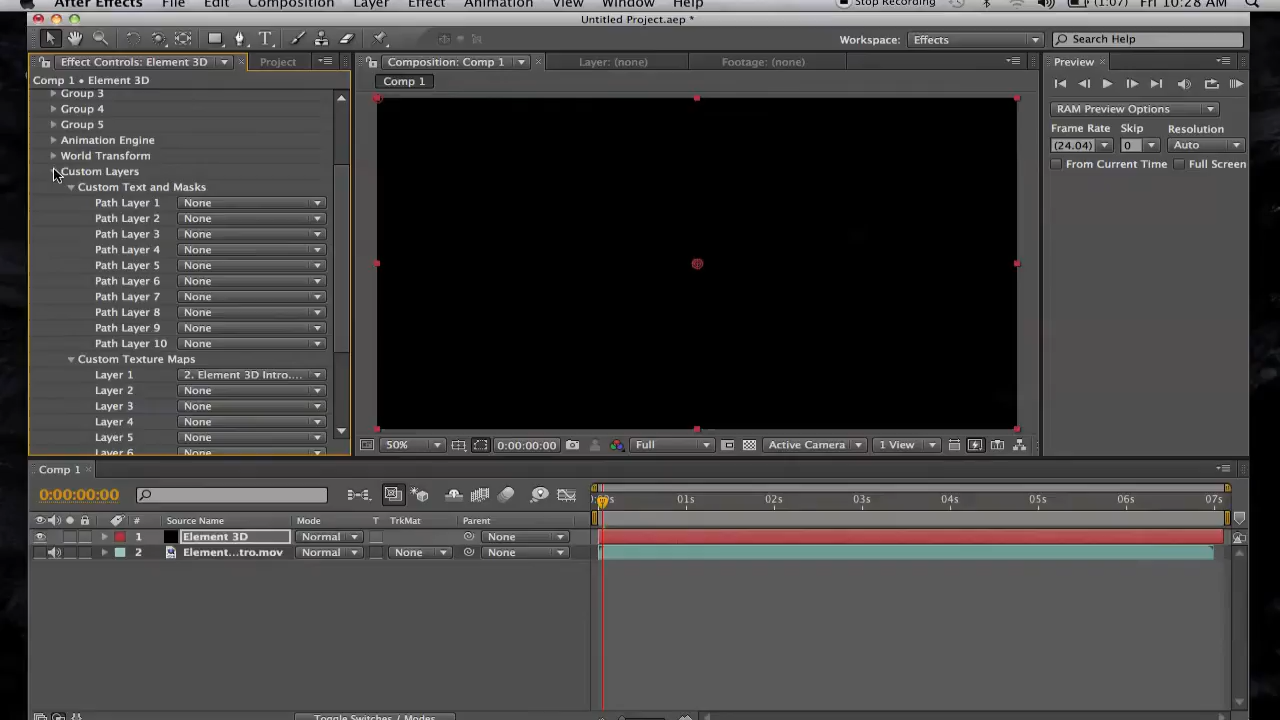 After Effects File Edit Composition Layer Effect Animation View Window Help Stop Recording (1:07) Fri 10:28 AM
Untitled Project.aep *
Workspace: Effects Search Help
Effect Controls: Element 3D Project Composition: Comp 1 Layer: (none) Footage: (none) Preview
Comp 1 • Element 3D
Comp 1
Group 3
Group 4
Group 5
Animation Engine
World Transform
Custom Layers
Custom Text and Masks
Path Layer 1 None
Path Layer 2 None
Path Layer 3 None
Path Layer 4 None
Path Layer 5 None
Path Layer 6 None
Path Layer 7 None
Path Layer 8 None
Path Layer 9 None
Path Layer 10 None
Custom Texture Maps
Layer 1 2. Element 3D Intro....
Layer 2 None
Layer 3 None
Layer 4 None
Layer 5 None
Layer 6 None
RAM Preview Options
Frame Rate Skip Resolution
(24.04) 0 Auto
From Current Time Full Screen
50% 0:00:00:00 Full Active Camera 1 View
Comp 1
0:00:00:00
01s 02s 03s 04s 05s 06s 07s
# Source Name Mode T TrkMat Parent
1 Element 3D Normal None
2 Element...tro.mov Normal None None
Toggle Switches / Modes